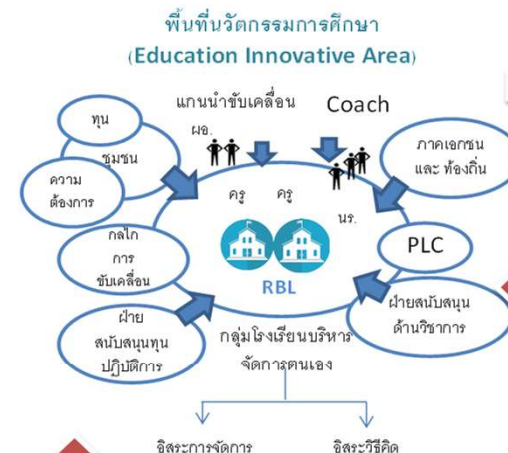 พื้นที่นวัตกรรมการศึกษา
(Education Innovative Area)
แกนนำขับเคลื่อน
Coach
ผอ.
ทุน
ชุมชน
ความ
ต้องการ
ภาคเอกชน
และ ท้องถิ่น
ครู
ครู
นร.
กลไก
การ
ขับเคลื่อน
PLC
RBL
ฝ่าย
สนับสนุนทุน
ปฏิบัติการ
ฝ่ายสนับสนุน
ด้านวิชาการ
กลุ่มโรงเรียนบริหาร
จัดการตนเอง
อิสระการจัดการ
อิสระวิธีคิด